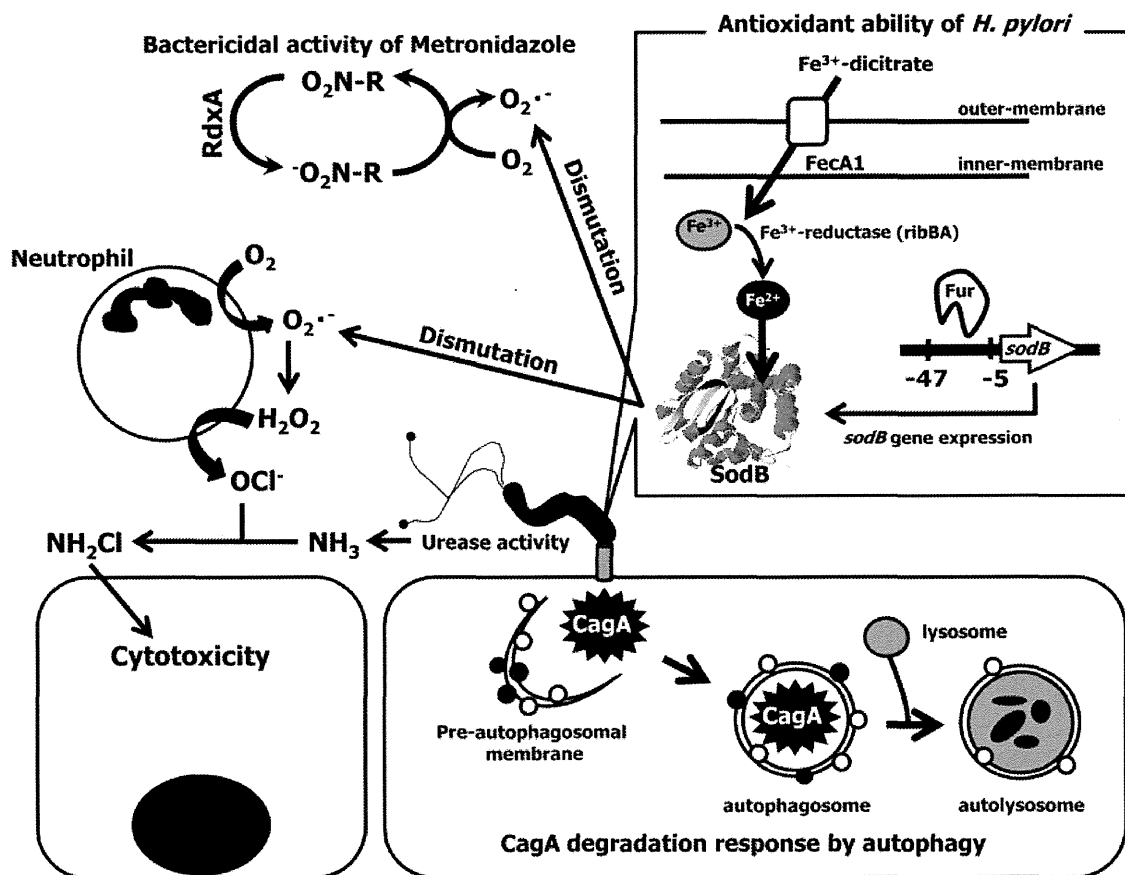 Antioxidant ability of H. pylori
Bactericidal activity of Metronidazole
O₂N-R
RdxA
⁻O₂N-R
O₂·⁻
O₂
Dismutation
Fe³⁺-dicitrate
outer-membrane
FecA1
inner-membrane
Fe³⁺
Fe³⁺-reductase (ribBA)
Fe²⁺
Fur
sodB
-47
-5
sodB gene expression
SodB
Neutrophil
O₂
O₂·⁻
Dismutation
H₂O₂
OCl⁻
NH₂Cl
NH₃
Urease activity
Cytotoxicity
CagA
Pre-autophagosomal
membrane
CagA
autophagosome
lysosome
autolysosome
CagA degradation response by autophagy